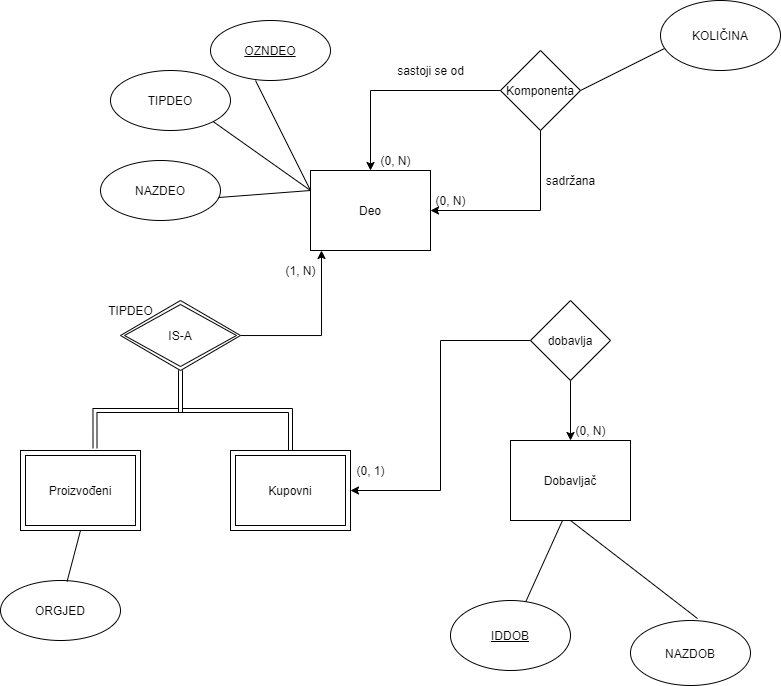 OZNDEO
KOLIČINA
sastoji se od
Komponenta
TIPDEO
(0, N)
sadržana
NAZDEO
(0, N)
Deo
(1, N)
TIPDEO
IS-A
dobavlja
(0, N)
(0, 1)
Proizvođeni
Kupovni
Dobavljač
ORGJED
IDDOB
NAZDOB